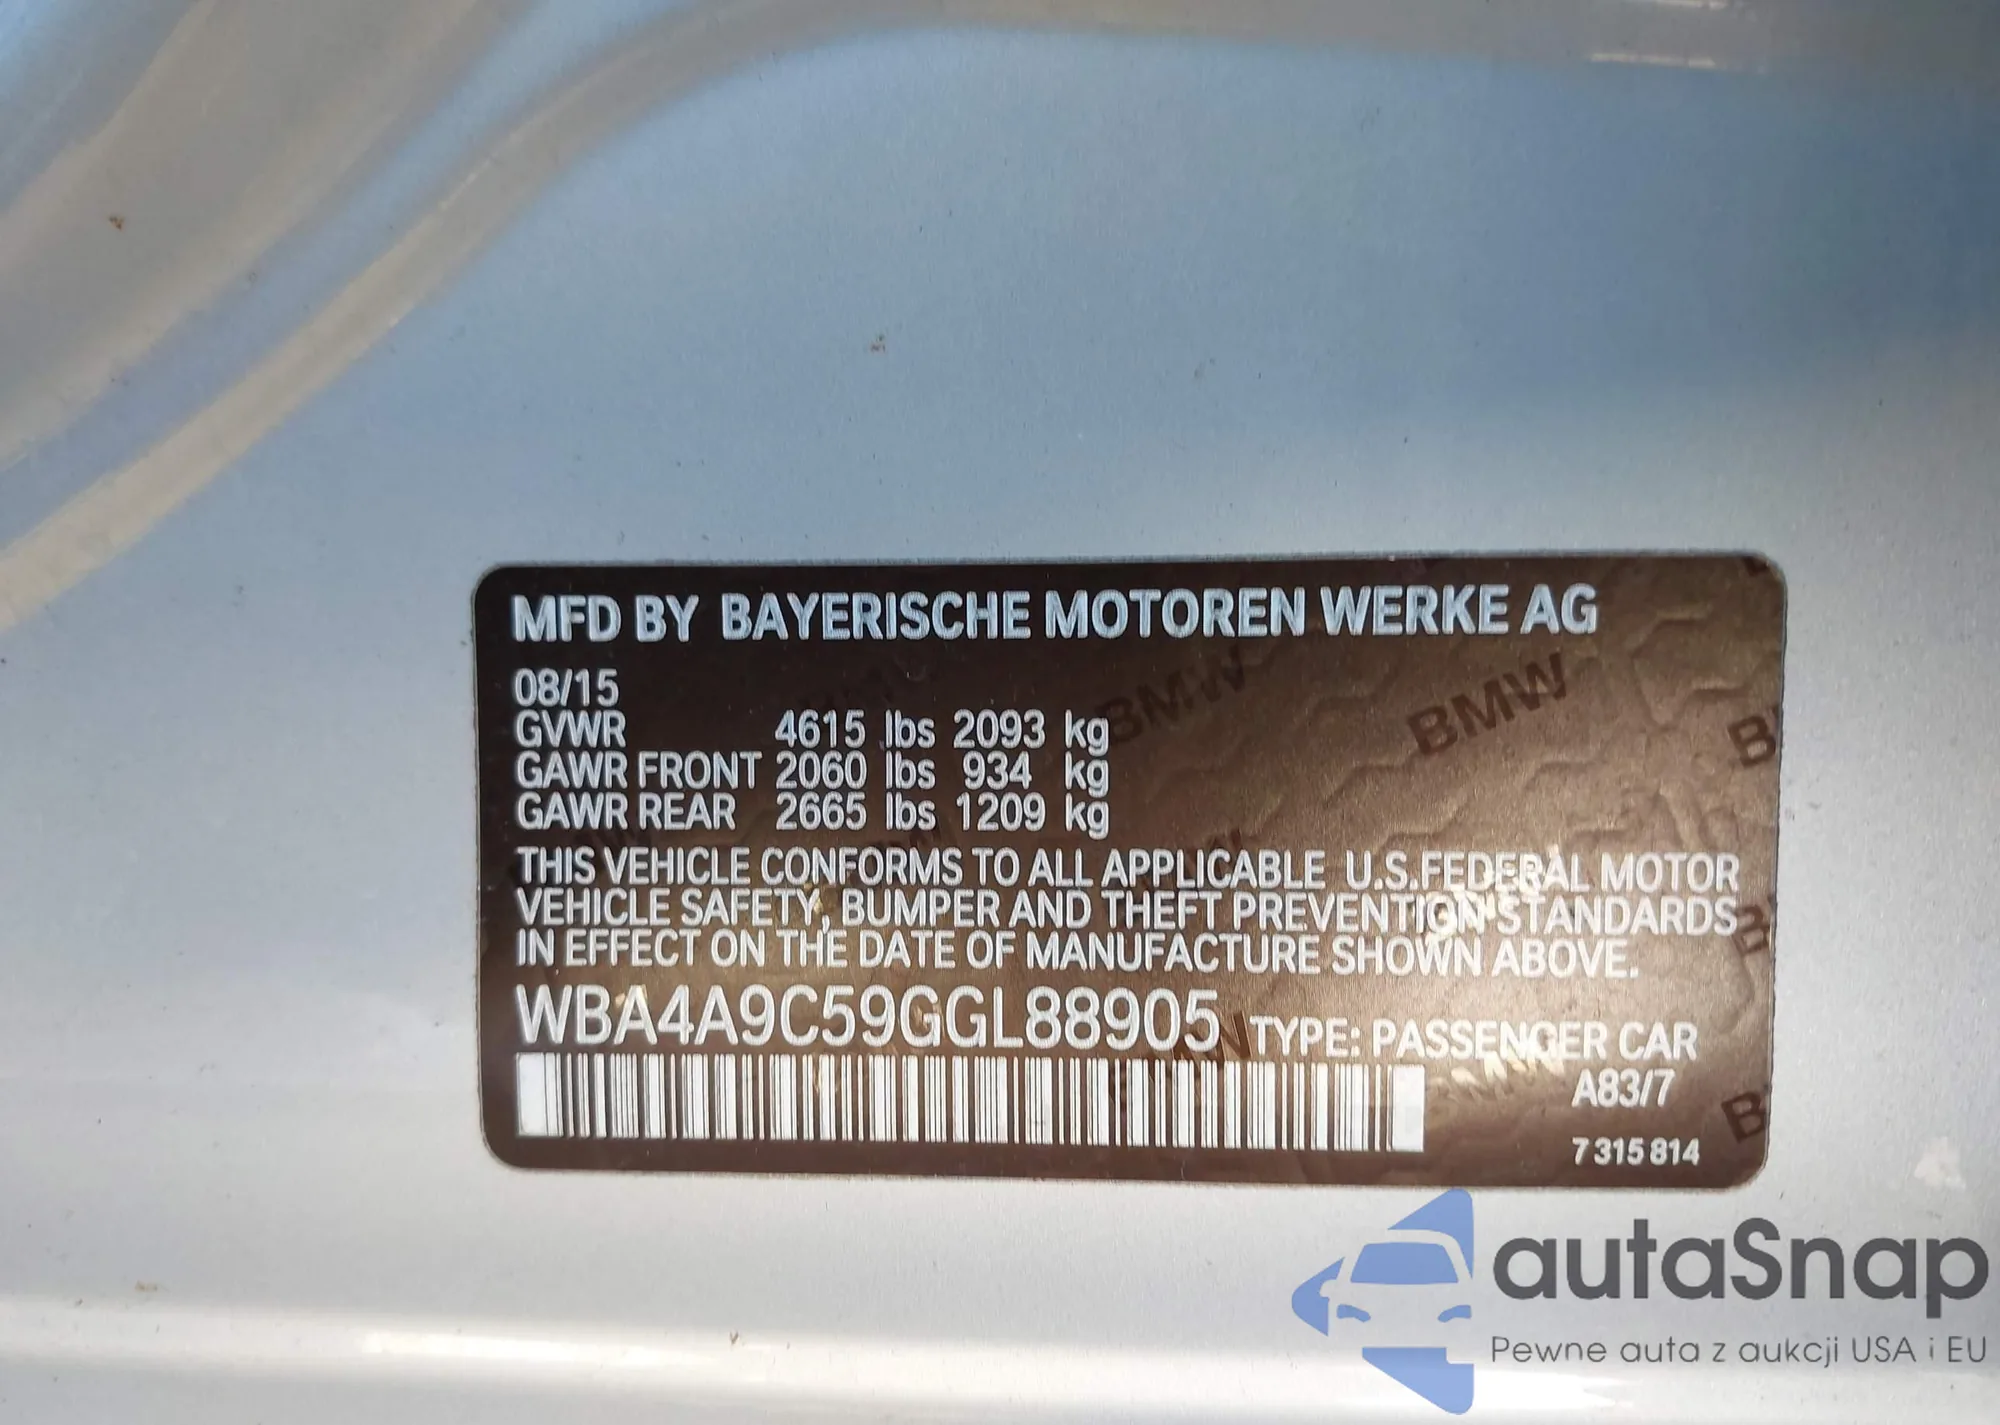 MFD BY BAYERISCHE MOTOREN WERKE AG
08/15
GVWR 4615 lbs 2093 kg
GAWR FRONT 2060 lbs 934 kg
GAWR REAR 2665 lbs 1209 kg
THIS VEHICLE CONFORMS TO ALL APPLICABLE U.S.FEDERAL MOTOR
VEHICLE SAFETY, BUMPER AND THEFT PREVENTION STANDARDS
IN EFFECT ON THE DATE OF MANUFACTURE SHOWN ABOVE.
WBA4A9C59GGL88905 TYPE: PASSENGER CAR
A83/7
7 315 814
BMW BMW
autaSnap
Pewne auta z aukcji USA i EU